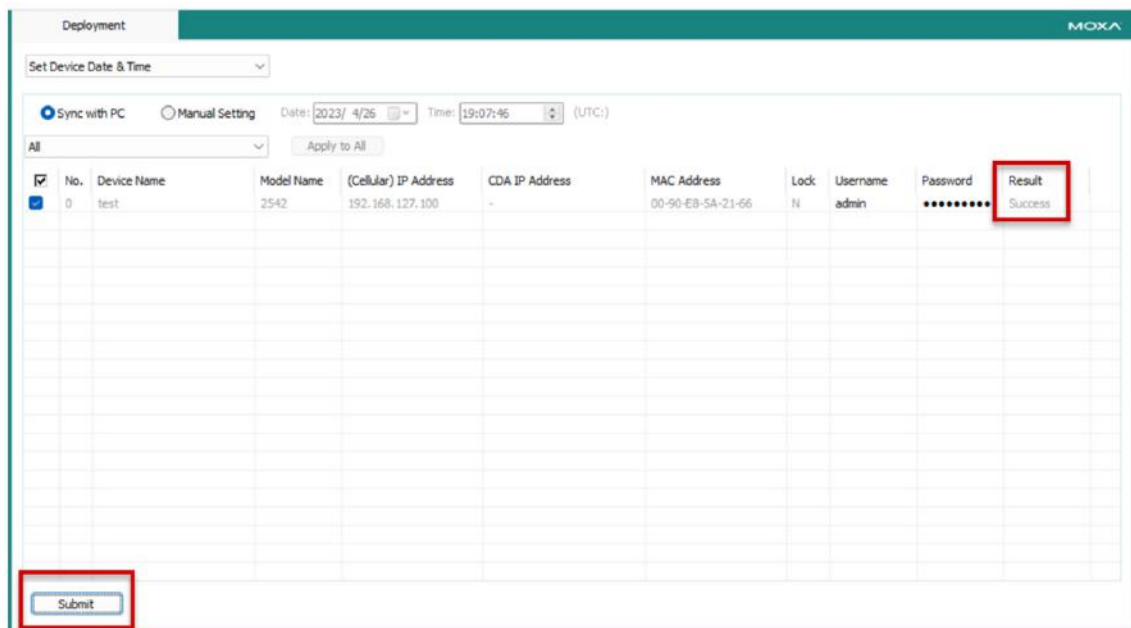 Deployment
MOXA
Set Device Date & Time
Sync with PC Manual Setting Date: 2023/ 4/26 Time: 19:07:46 (UTC:)
All Apply to All
No. Device Name Model Name (Cellular) IP Address CDA IP Address MAC Address Lock Username Password Result
0 test 2542 192.168.127.100 - 00-90-E8-5A-21-66 N admin ●●●●●●●●● Success
Submit